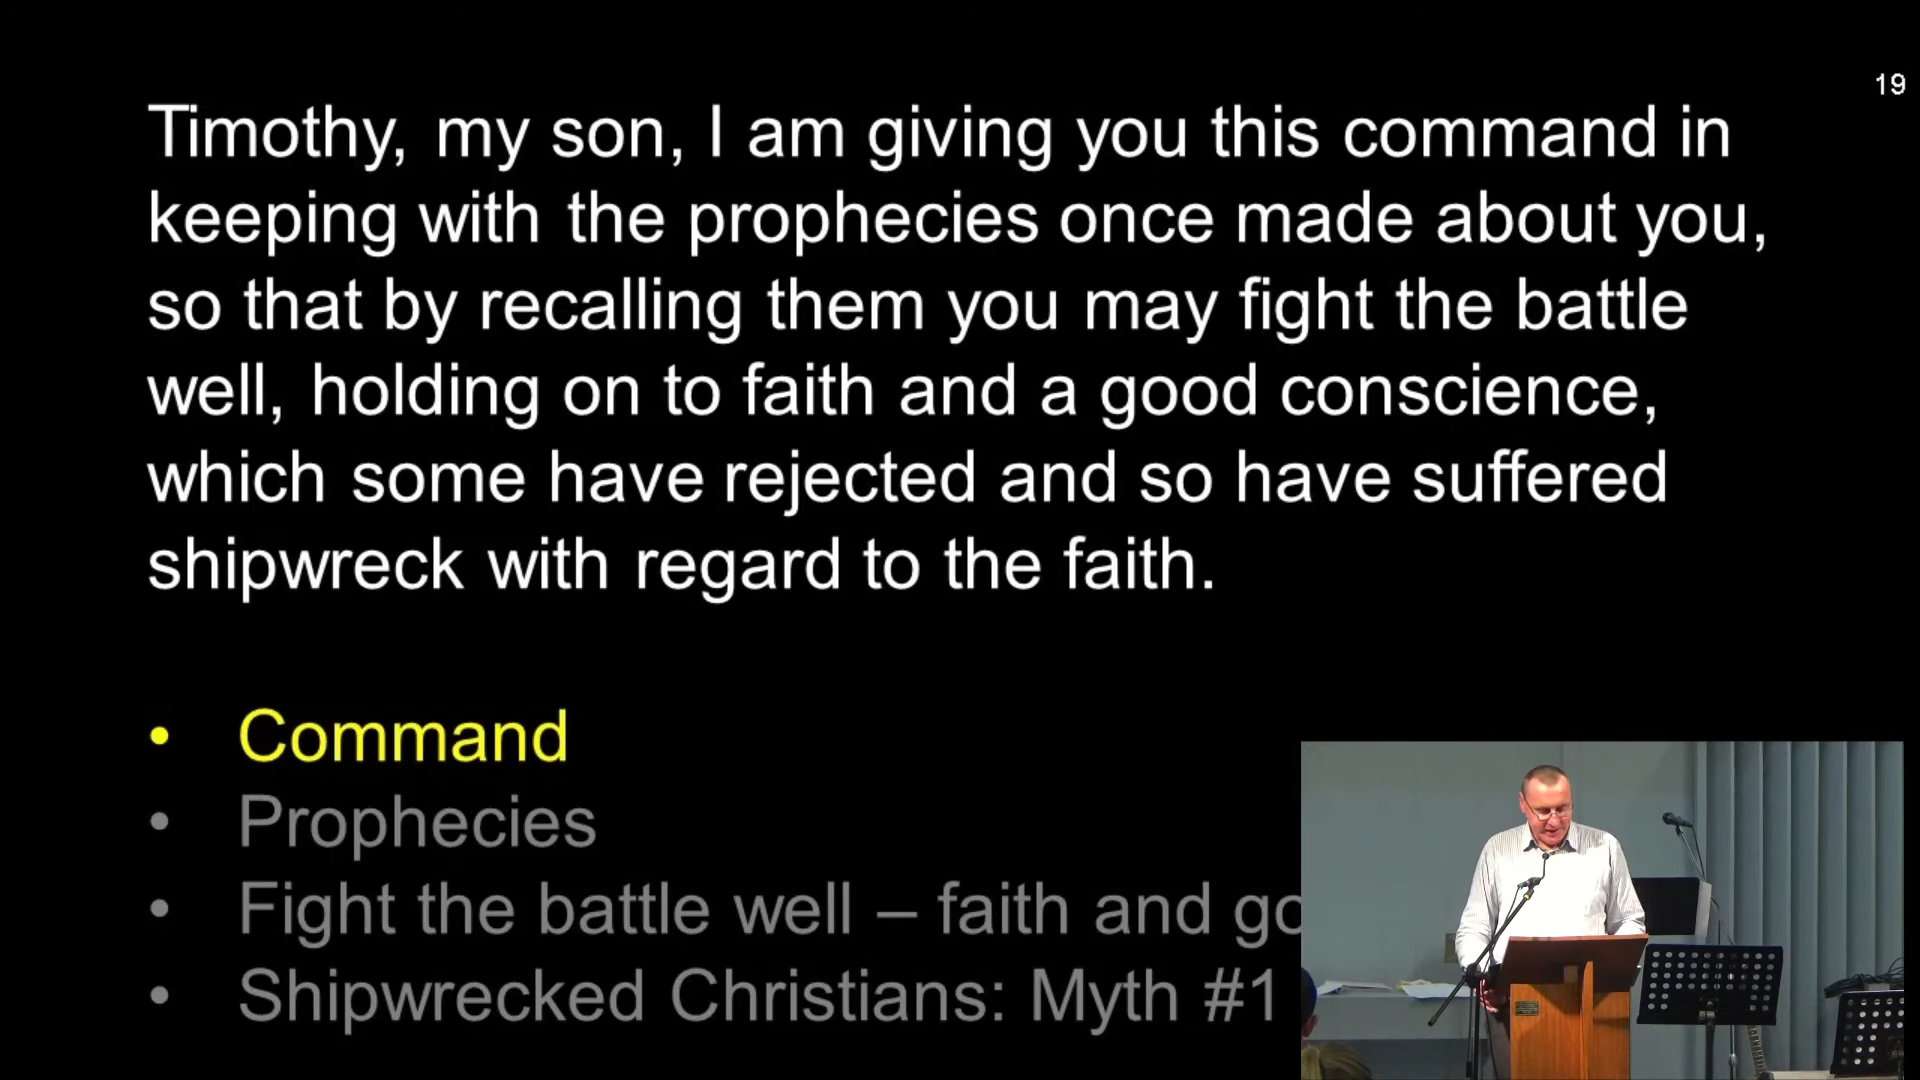 19
Timothy, my son, I am giving you this command in
keeping with the prophecies once made about you,
so that by recalling them you may fight the battle
well, holding on to faith and a good conscience,
which some have rejected and so have suffered
shipwreck with regard to the faith.
• Command
• Prophecies
• Fight the battle well – faith and go
• Shipwrecked Christians: Myth #1